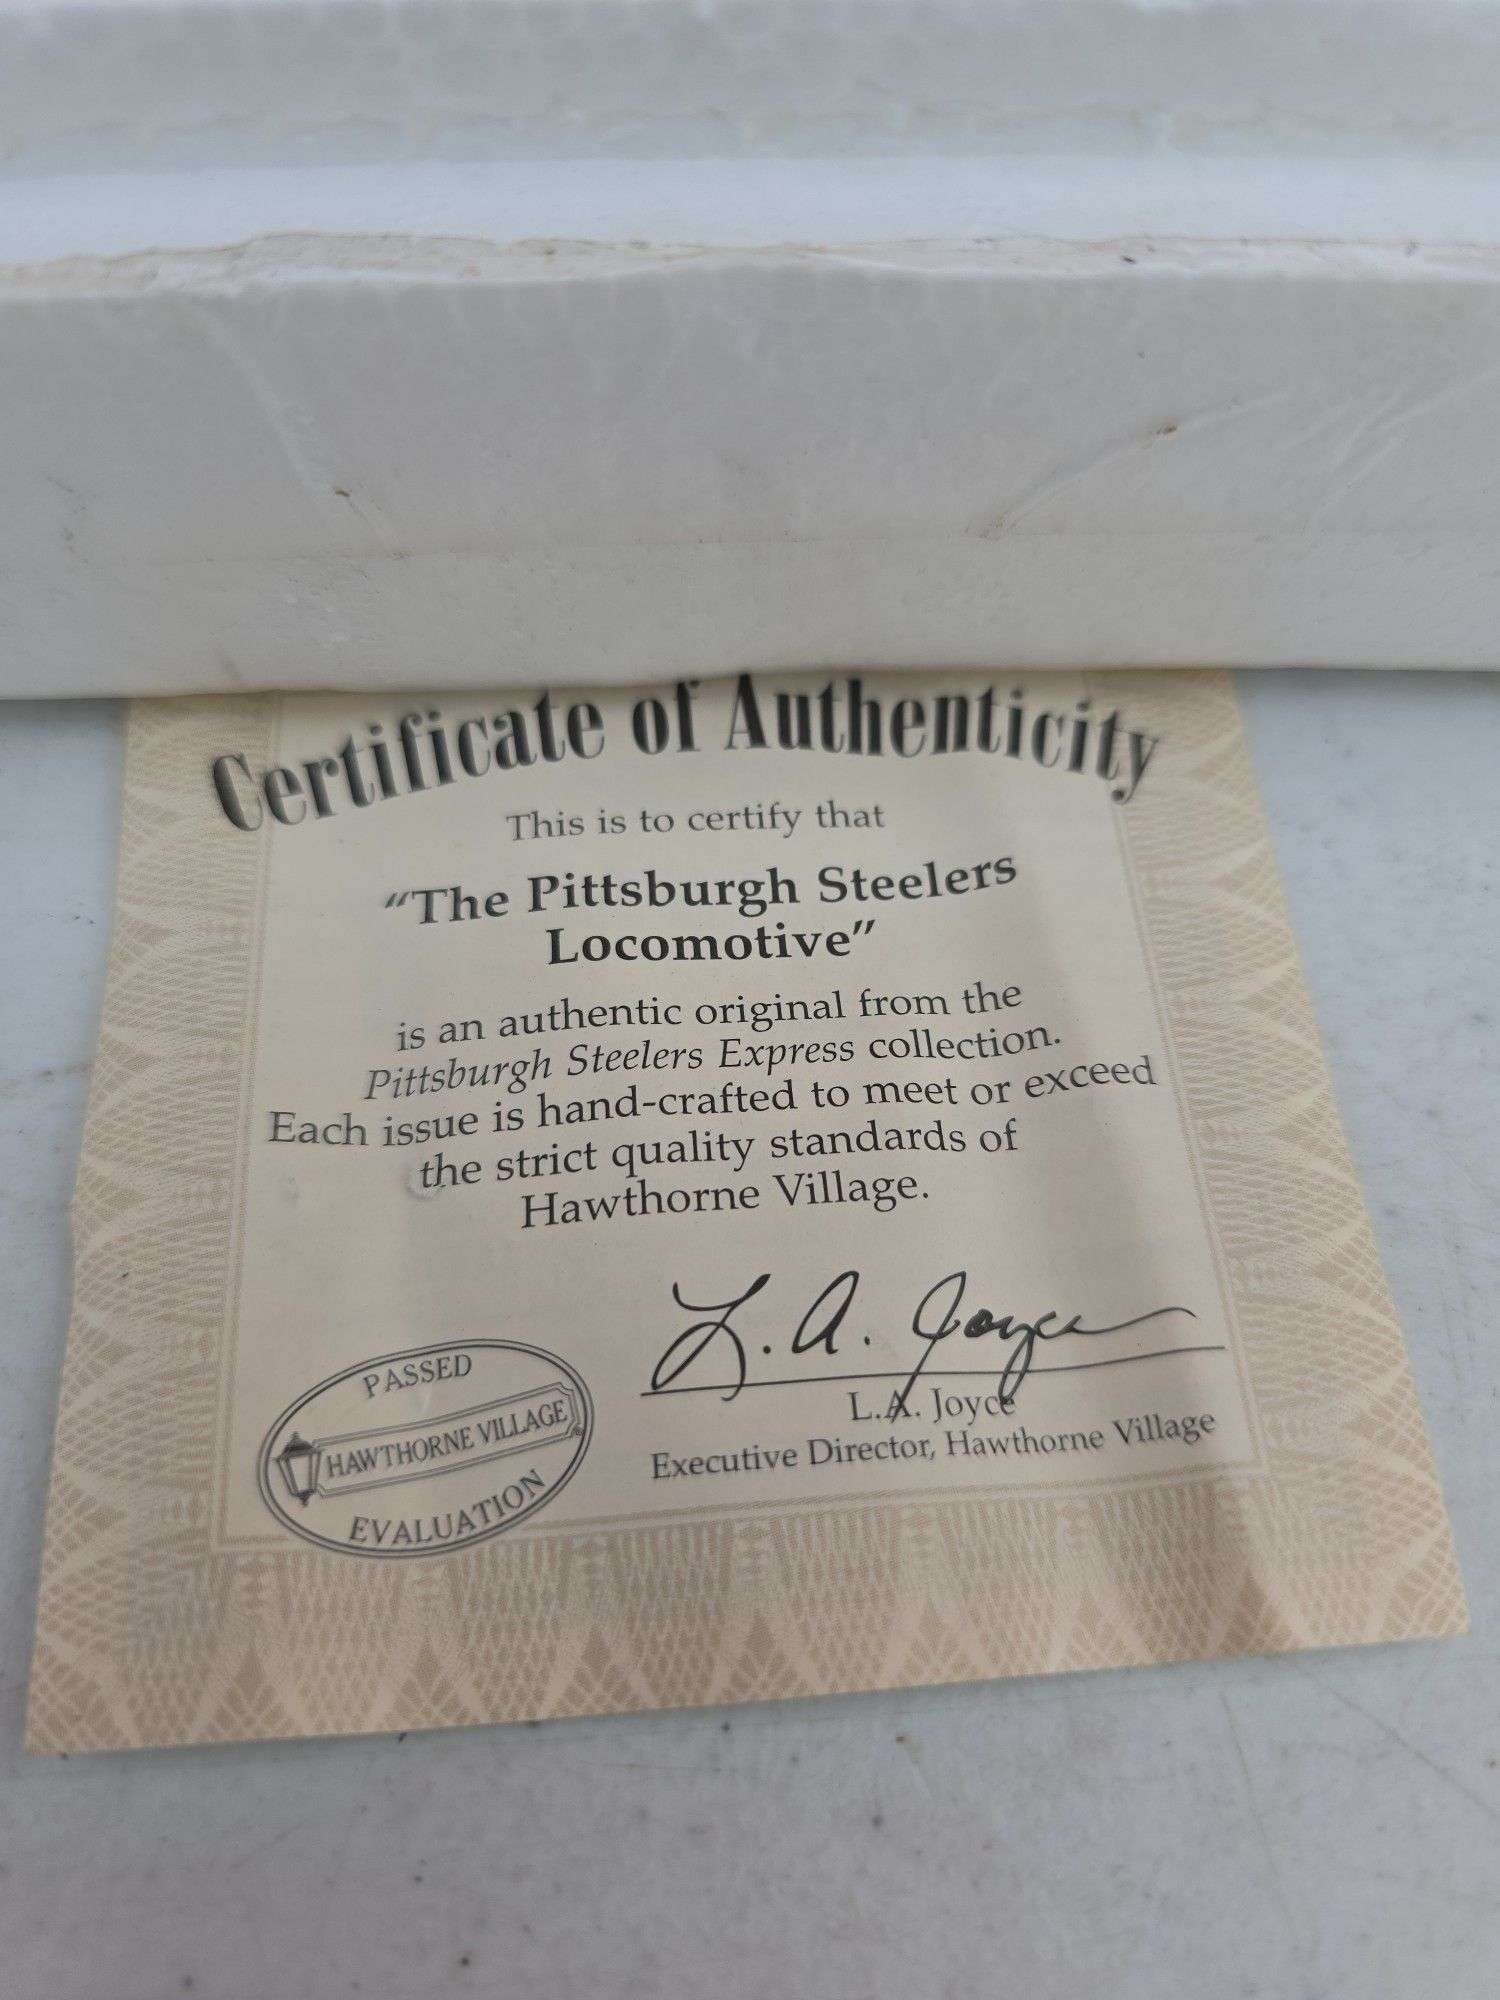 Certificate of Authenticity
This is to certify that
“The Pittsburgh Steelers
Locomotive”
is an authentic original from the
Pittsburgh Steelers Express collection.
Each issue is hand-crafted to meet or exceed
the strict quality standards of
Hawthorne Village.
L. A. Joyce
L.A. Joyce
Executive Director, Hawthorne Village
PASSED
HAWTHORNE VILLAGE
EVALUATION